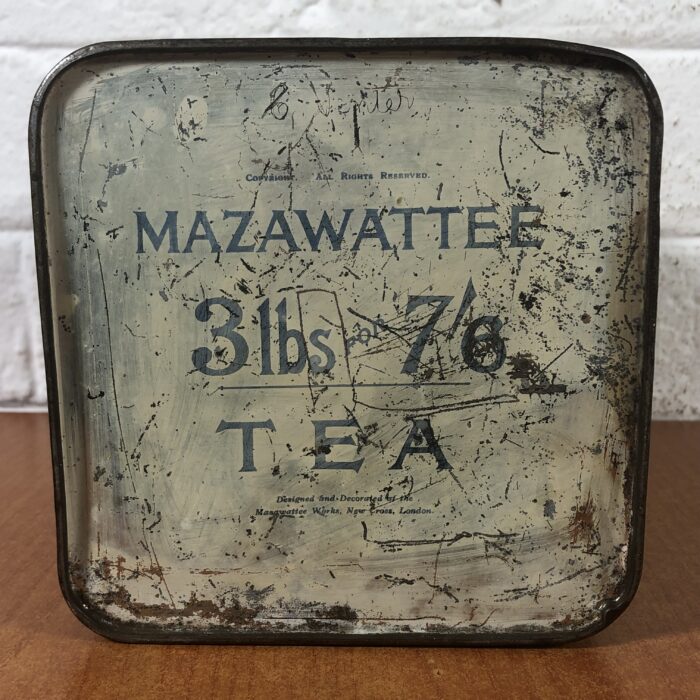 COPYRIGHT. ALL RIGHTS RESERVED.
MAZAWATTEE
3lbs FOR 7/6
TEA
Designed and Decorated at the
Mazawattee Works, New Cross, London.